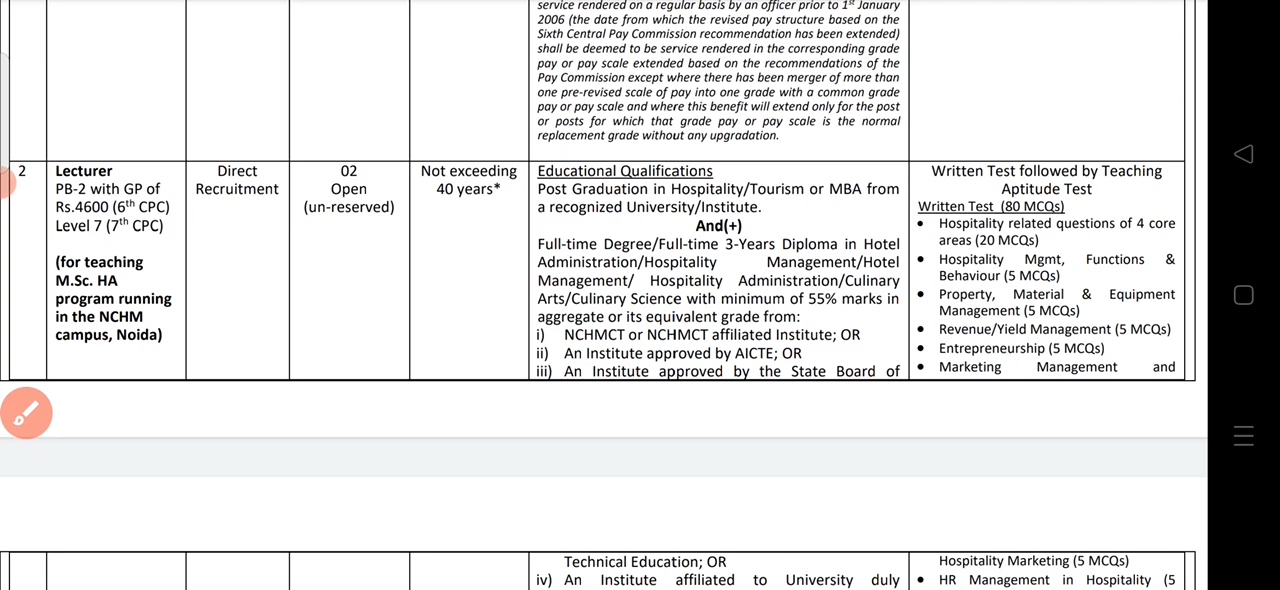 service rendered on a regular basis by an officer prior to 1st January
2006 (the date from which the revised pay structure based on the
Sixth Central Pay Commission recommendation has been extended)
shall be deemed to be service rendered in the corresponding grade
pay or pay scale extended based on the recommendations of the
Pay Commission except where there has been merger of more than
one pre-revised scale of pay into one grade with a common grade
pay or pay scale and where this benefit will extend only for the post
or posts for which that grade pay or pay scale is the normal
replacement grade without any upgradation.
2
Lecturer
PB-2 with GP of
Rs.4600 (6th CPC)
Level 7 (7th CPC)
(for teaching
M.Sc. HA
program running
in the NCHM
campus, Noida)
Direct
Recruitment
02
Open
(un-reserved)
Not exceeding
40 years*
Educational Qualifications
Post Graduation in Hospitality/Tourism or MBA from
a recognized University/Institute.
And(+)
Full-time Degree/Full-time 3-Years Diploma in Hotel
Administration/Hospitality Management/Hotel
Management/ Hospitality Administration/Culinary
Arts/Culinary Science with minimum of 55% marks in
aggregate or its equivalent grade from:
i) NCHMCT or NCHMCT affiliated Institute; OR
ii) An Institute approved by AICTE; OR
iii) An Institute approved by the State Board of
Written Test followed by Teaching
Aptitude Test
Written Test (80 MCQs)
• Hospitality related questions of 4 core
areas (20 MCQs)
• Hospitality Mgmt, Functions &
Behaviour (5 MCQs)
• Property, Material & Equipment
Management (5 MCQs)
• Revenue/Yield Management (5 MCQs)
• Entrepreneurship (5 MCQs)
• Marketing Management and
Technical Education; OR
iv) An Institute affiliated to University duly
Hospitality Marketing (5 MCQs)
• HR Management in Hospitality (5